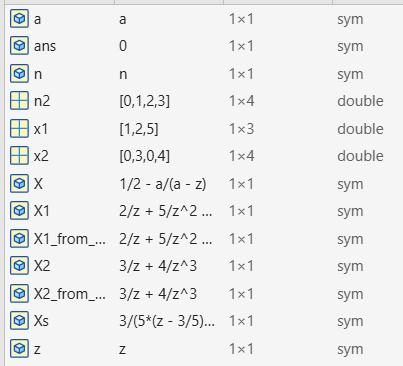 a a 1×1 sym
ans 0 1×1 sym
n n 1×1 sym
n2 [0,1,2,3] 1×4 double
x1 [1,2,5] 1×3 double
x2 [0,3,0,4] 1×4 double
X 1/2 - a/(a - z) 1×1 sym
X1 2/z + 5/z^2 ... 1×1 sym
X1_from_... 2/z + 5/z^2 ... 1×1 sym
X2 3/z + 4/z^3 1×1 sym
X2_from_... 3/z + 4/z^3 1×1 sym
Xs 3/(5*(z - 3/5)... 1×1 sym
z z 1×1 sym